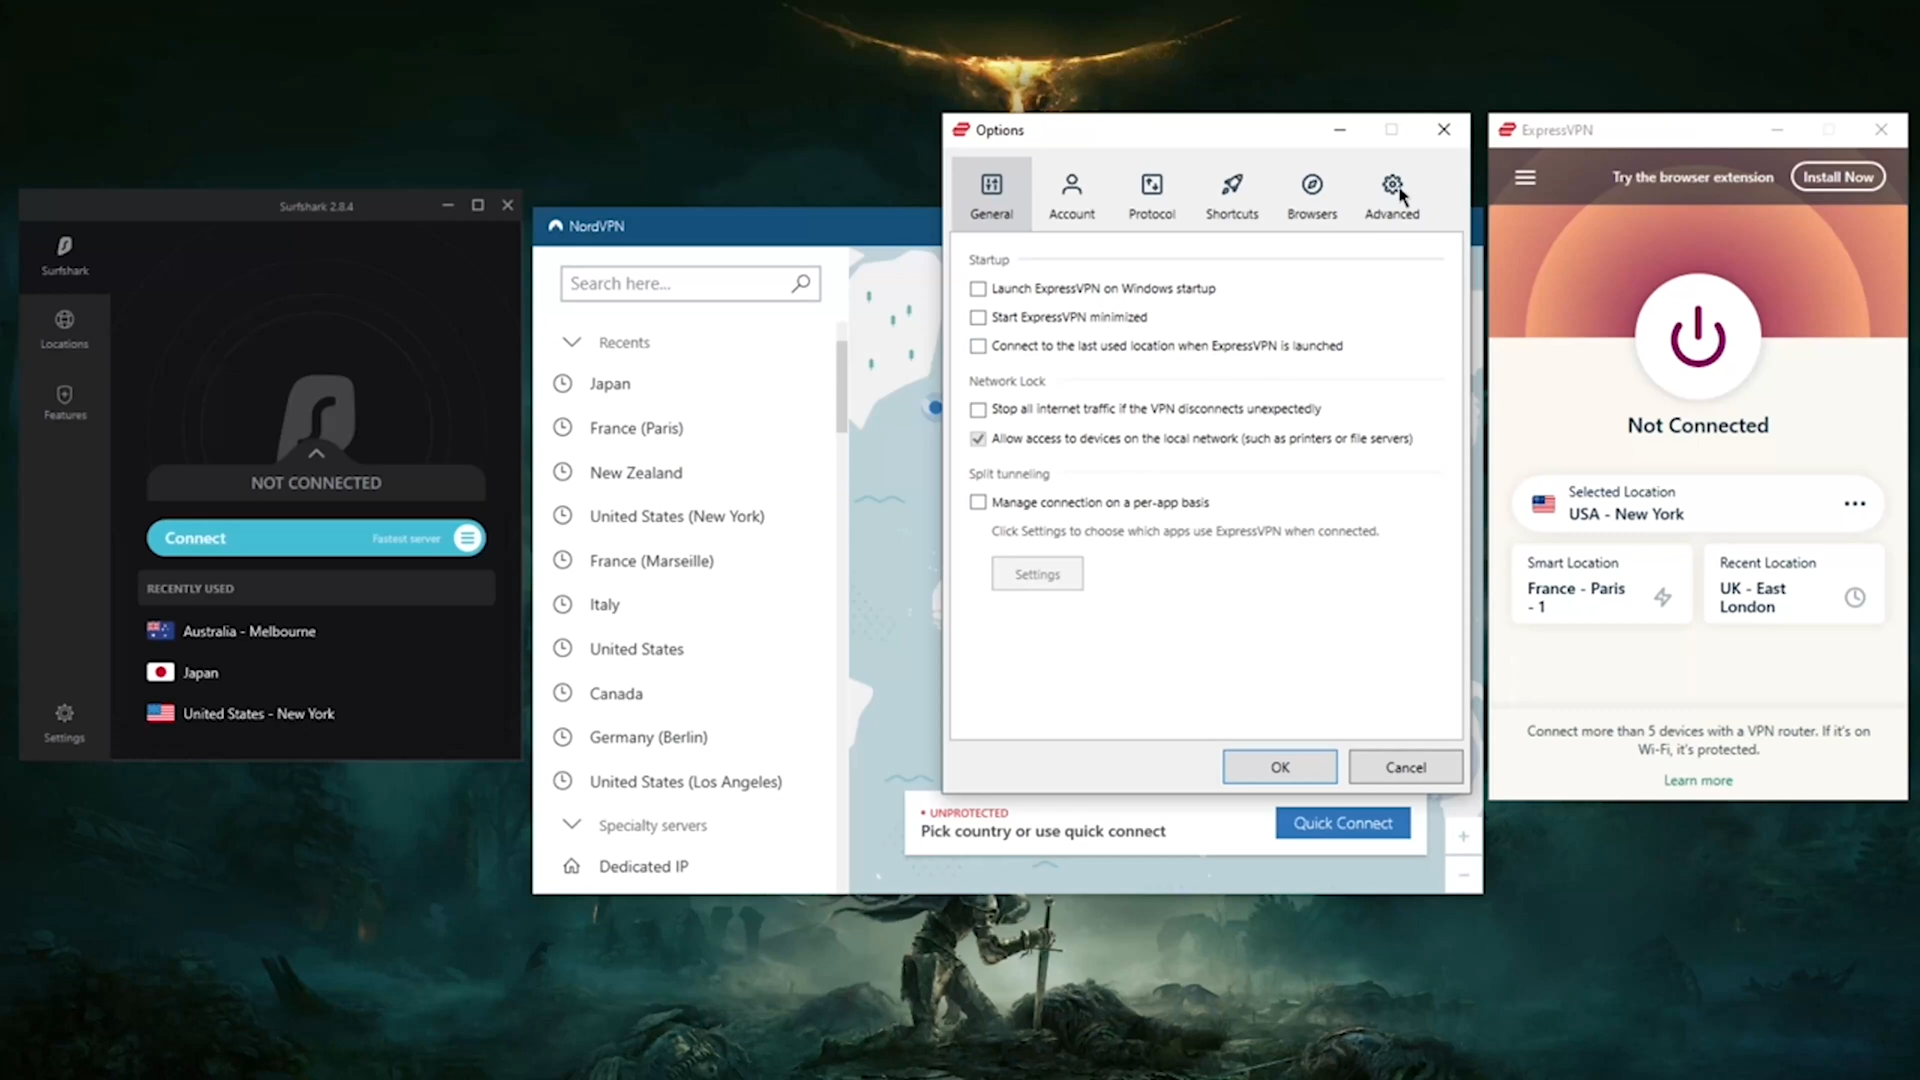 Surfshark 2.8.4
Surfshark
Locations
Features
Settings
NOT CONNECTED
Connect
Fastest server
RECENTLY USED
Australia - Melbourne
Japan
United States - New York
NordVPN
Search here...
Recents
Japan
France (Paris)
New Zealand
United States (New York)
France (Marseille)
Italy
United States
Canada
Germany (Berlin)
United States (Los Angeles)
Specialty servers
Dedicated IP
• UNPROTECTED
Pick country or use quick connect
Quick Connect
Options
General
Account
Protocol
Shortcuts
Browsers
Advanced
Startup
Launch ExpressVPN on Windows startup
Start ExpressVPN minimized
Connect to the last used location when ExpressVPN is launched
Network Lock
Stop all internet traffic if the VPN disconnects unexpectedly
Allow access to devices on the local network (such as printers or file servers)
Split tunneling
Manage connection on a per-app basis
Click Settings to choose which apps use ExpressVPN when connected.
Settings
OK
Cancel
ExpressVPN
Try the browser extension
Install Now
Not Connected
Selected Location
USA - New York
Smart Location
France - Paris
- 1
Recent Location
UK - East
London
Connect more than 5 devices with a VPN router. If it's on
Wi-Fi, it's protected.
Learn more